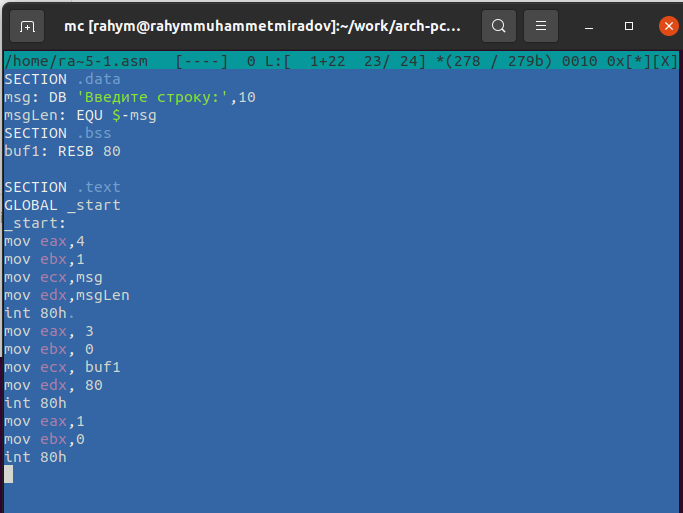 mc [rahym@rahymmuhammetmiradov]:~/work/arch-pc...
/home/ra~5-1.asm   [----]  0 L:[  1+22  23/ 24] *(278 / 279b) 0010 0x[*][X]
SECTION .data
msg: DB 'Введите строку:',10
msgLen: EQU $-msg
SECTION .bss
buf1: RESB 80

SECTION .text
GLOBAL _start
_start:
mov eax,4
mov ebx,1
mov ecx,msg
mov edx,msgLen
int 80h.
mov eax, 3
mov ebx, 0
mov ecx, buf1
mov edx, 80
int 80h
mov eax,1
mov ebx,0
int 80h